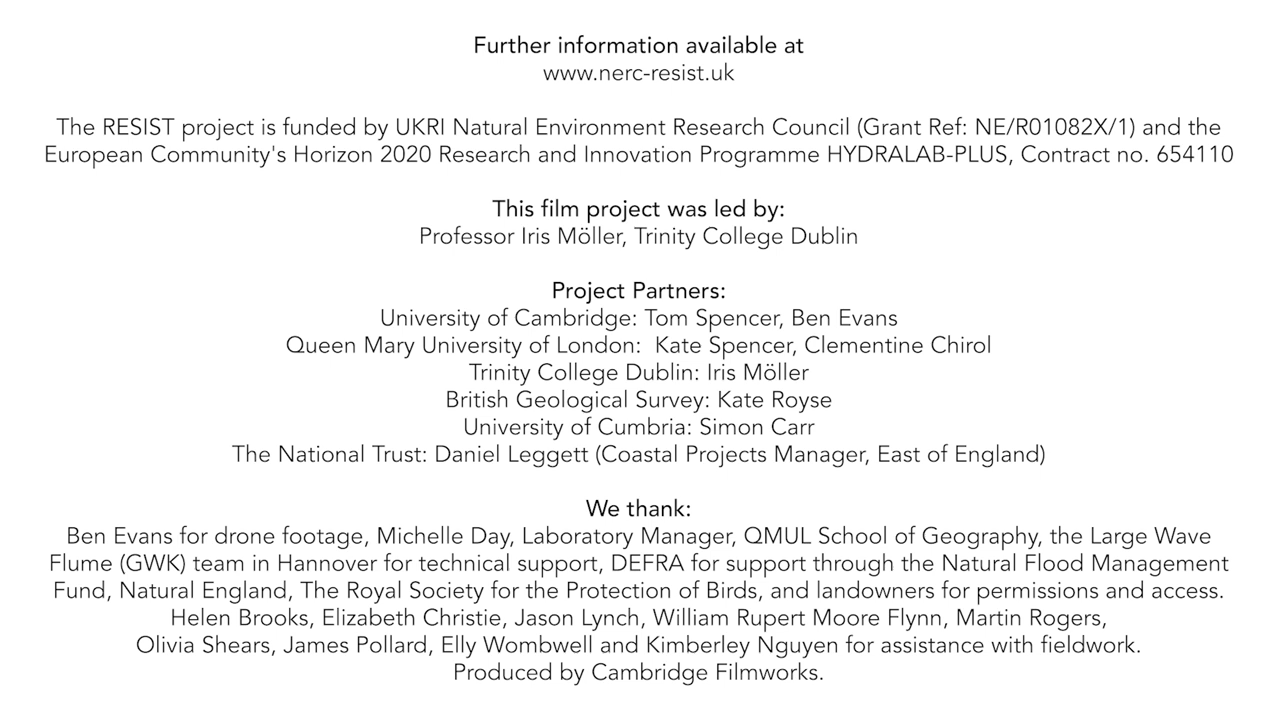 Further information available at
www.nerc-resist.uk
The RESIST project is funded by UKRI Natural Environment Research Council (Grant Ref: NE/R01082X/1) and the
European Community's Horizon 2020 Research and Innovation Programme HYDRALAB-PLUS, Contract no. 654110
This film project was led by:
Professor Iris Möller, Trinity College Dublin
Project Partners:
University of Cambridge: Tom Spencer, Ben Evans
Queen Mary University of London:  Kate Spencer, Clementine Chirol
Trinity College Dublin: Iris Möller
British Geological Survey: Kate Royse
University of Cumbria: Simon Carr
The National Trust: Daniel Leggett (Coastal Projects Manager, East of England)
We thank:
Ben Evans for drone footage, Michelle Day, Laboratory Manager, QMUL School of Geography, the Large Wave
Flume (GWK) team in Hannover for technical support, DEFRA for support through the Natural Flood Management
Fund, Natural England, The Royal Society for the Protection of Birds, and landowners for permissions and access.
Helen Brooks, Elizabeth Christie, Jason Lynch, William Rupert Moore Flynn, Martin Rogers,
Olivia Shears, James Pollard, Elly Wombwell and Kimberley Nguyen for assistance with fieldwork.
Produced by Cambridge Filmworks.